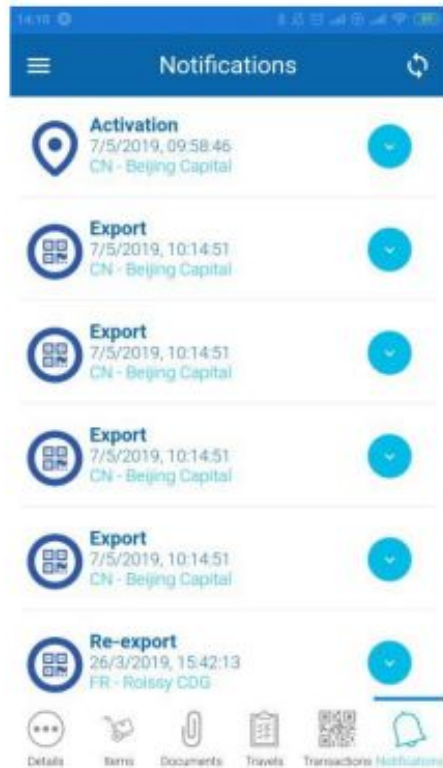 14:10
Notifications
Activation
7/5/2019, 09:58:46
CN - Beijing Capital
Export
7/5/2019, 10:14:51
CN - Beijing Capital
Export
7/5/2019, 10:14:51
CN - Beijing Capital
Export
7/5/2019, 10:14:51
CN - Beijing Capital
Export
7/5/2019, 10:14:51
CN - Beijing Capital
Re-export
26/3/2019, 15:42:13
FR - Roissy CDG
Details Items Documents Travels Transactions Notifications